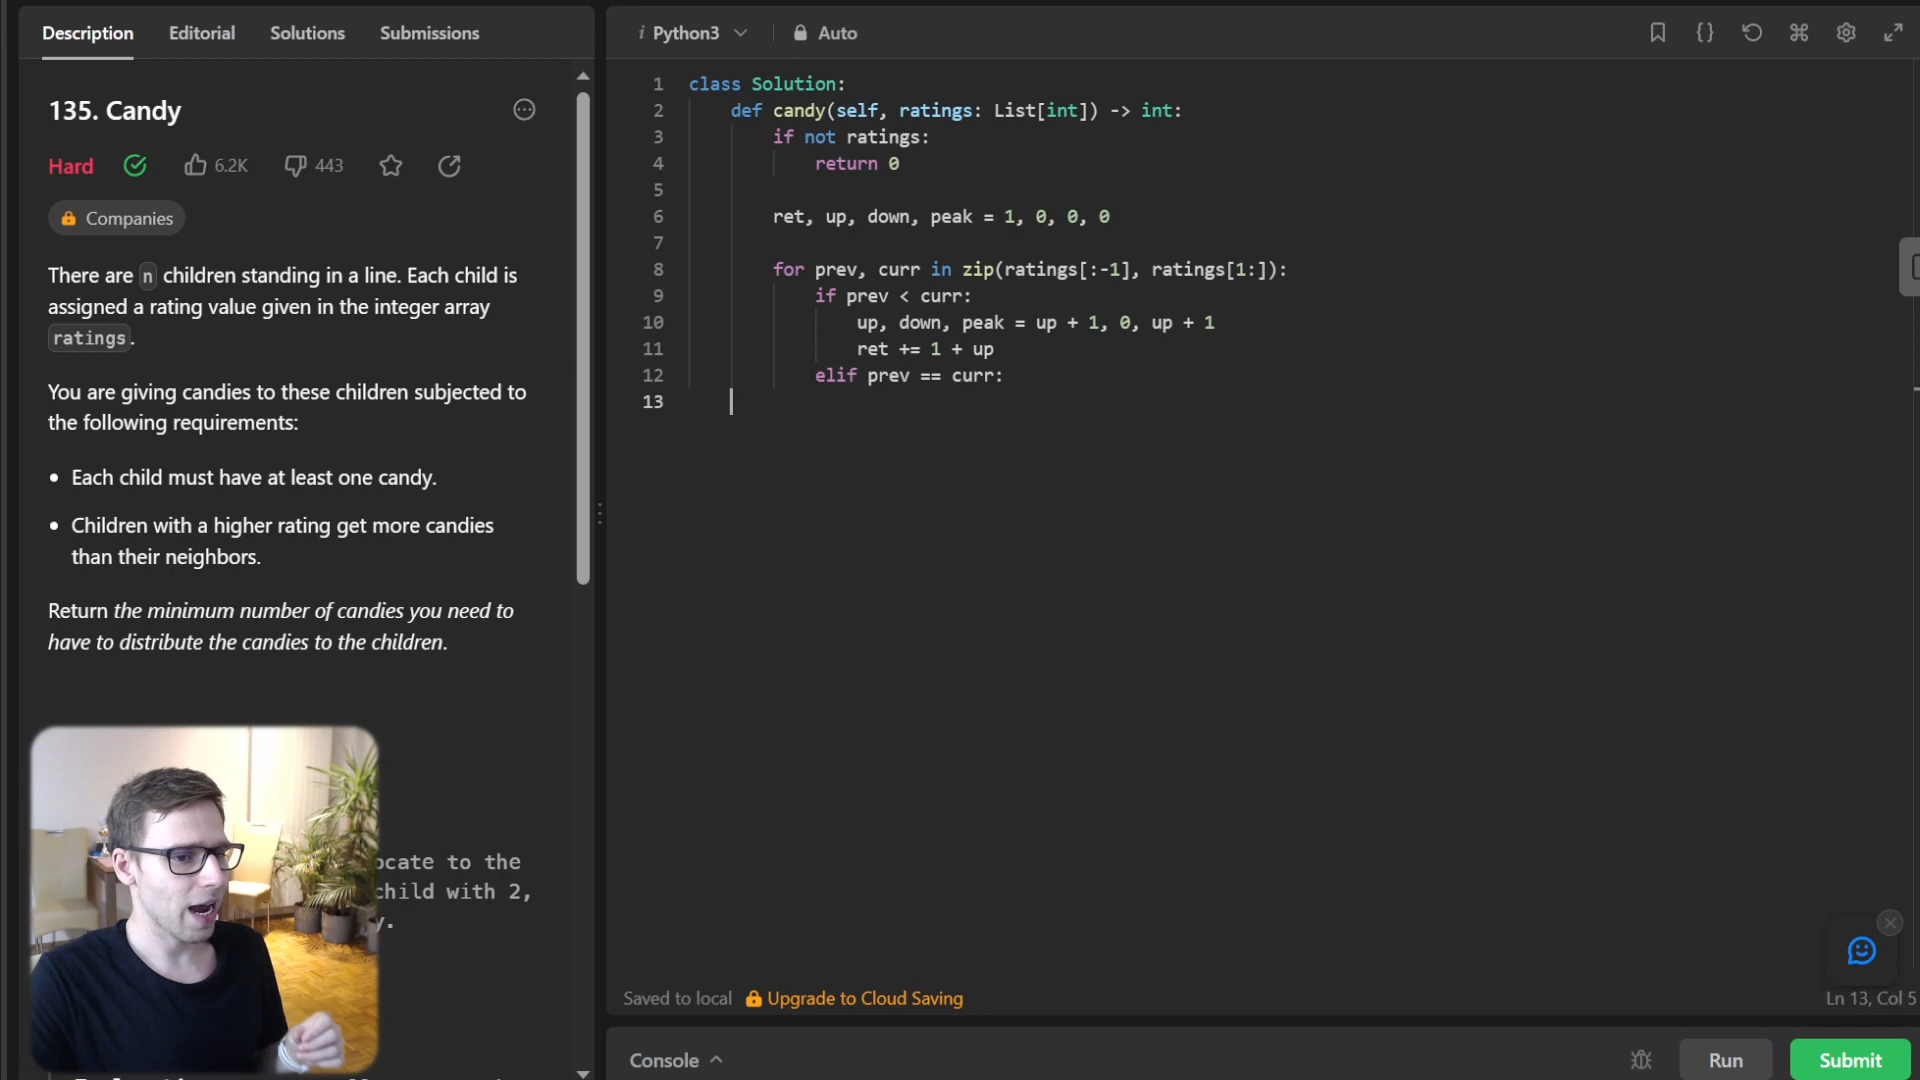 Description Editorial Solutions Submissions
135. Candy
Hard 6.2K 443
Companies
There are n children standing in a line. Each child is
assigned a rating value given in the integer array
ratings.
You are giving candies to these children subjected to
the following requirements:
• Each child must have at least one candy.
• Children with a higher rating get more candies
than their neighbors.
Return the minimum number of candies you need to
have to distribute the candies to the children.
ocate to the
child with 2,
y.
i Python3 Auto
1 class Solution:
2 def candy(self, ratings: List[int]) -> int:
3 if not ratings:
4 return 0
5
6 ret, up, down, peak = 1, 0, 0, 0
7
8 for prev, curr in zip(ratings[:-1], ratings[1:]):
9 if prev < curr:
10 up, down, peak = up + 1, 0, up + 1
11 ret += 1 + up
12 elif prev == curr:
13
Saved to local Upgrade to Cloud Saving
Ln 13, Col 5
Console
Run Submit